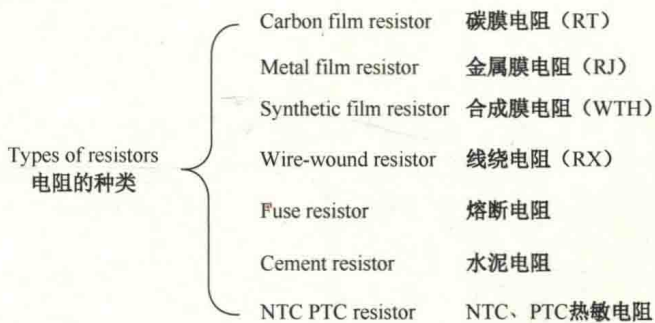 Carbon film resistor 碳膜电阻（RT）
Metal film resistor 金属膜电阻（RJ）
Synthetic film resistor 合成膜电阻（WTH）
Types of resistors
电阻的种类
Wire-wound resistor 线绕电阻（RX）
Fuse resistor 熔断电阻
Cement resistor 水泥电阻
NTC PTC resistor NTC、PTC热敏电阻